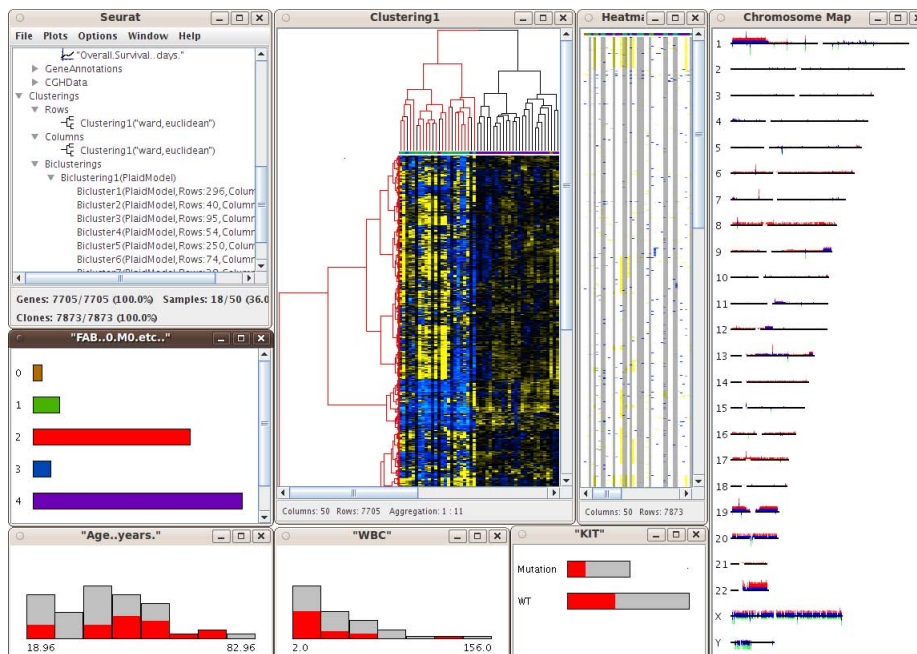 Seurat
File Plots Options Window Help
"Overall.Survival..days."
GeneAnnotations
CGHData
Clusterings
Rows
Clustering1("ward,euclidean")
Columns
Clustering1("ward,euclidean")
Biclusterings
Biclustering1(PlaidModel)
Bicluster1(PlaidModel,Rows:296,Colum
Bicluster2(PlaidModel,Rows:40,Column
Bicluster3(PlaidModel,Rows:95,Column
Bicluster4(PlaidModel,Rows:54,Column
Bicluster5(PlaidModel,Rows:250,Colum
Bicluster6(PlaidModel,Rows:74,Column
Genes: 7705/7705 (100.0%) Samples: 18/50 (36.0
Clones: 7873/7873 (100.0%)
"FAB..0.M0.etc.."
0
1
2
3
4
Clustering1
Columns: 50 Rows: 7705 Aggregation: 1 : 11
Heatma
Columns: 50 Rows: 7873
Chromosome Map
1
2
3
4
5
6
7
8
9
10
11
12
13
14
15
16
17
18
19
20
21
22
X
Y
"Age..years."
18.96 82.96
"WBC"
2.0 156.0
"KIT"
Mutation
WT